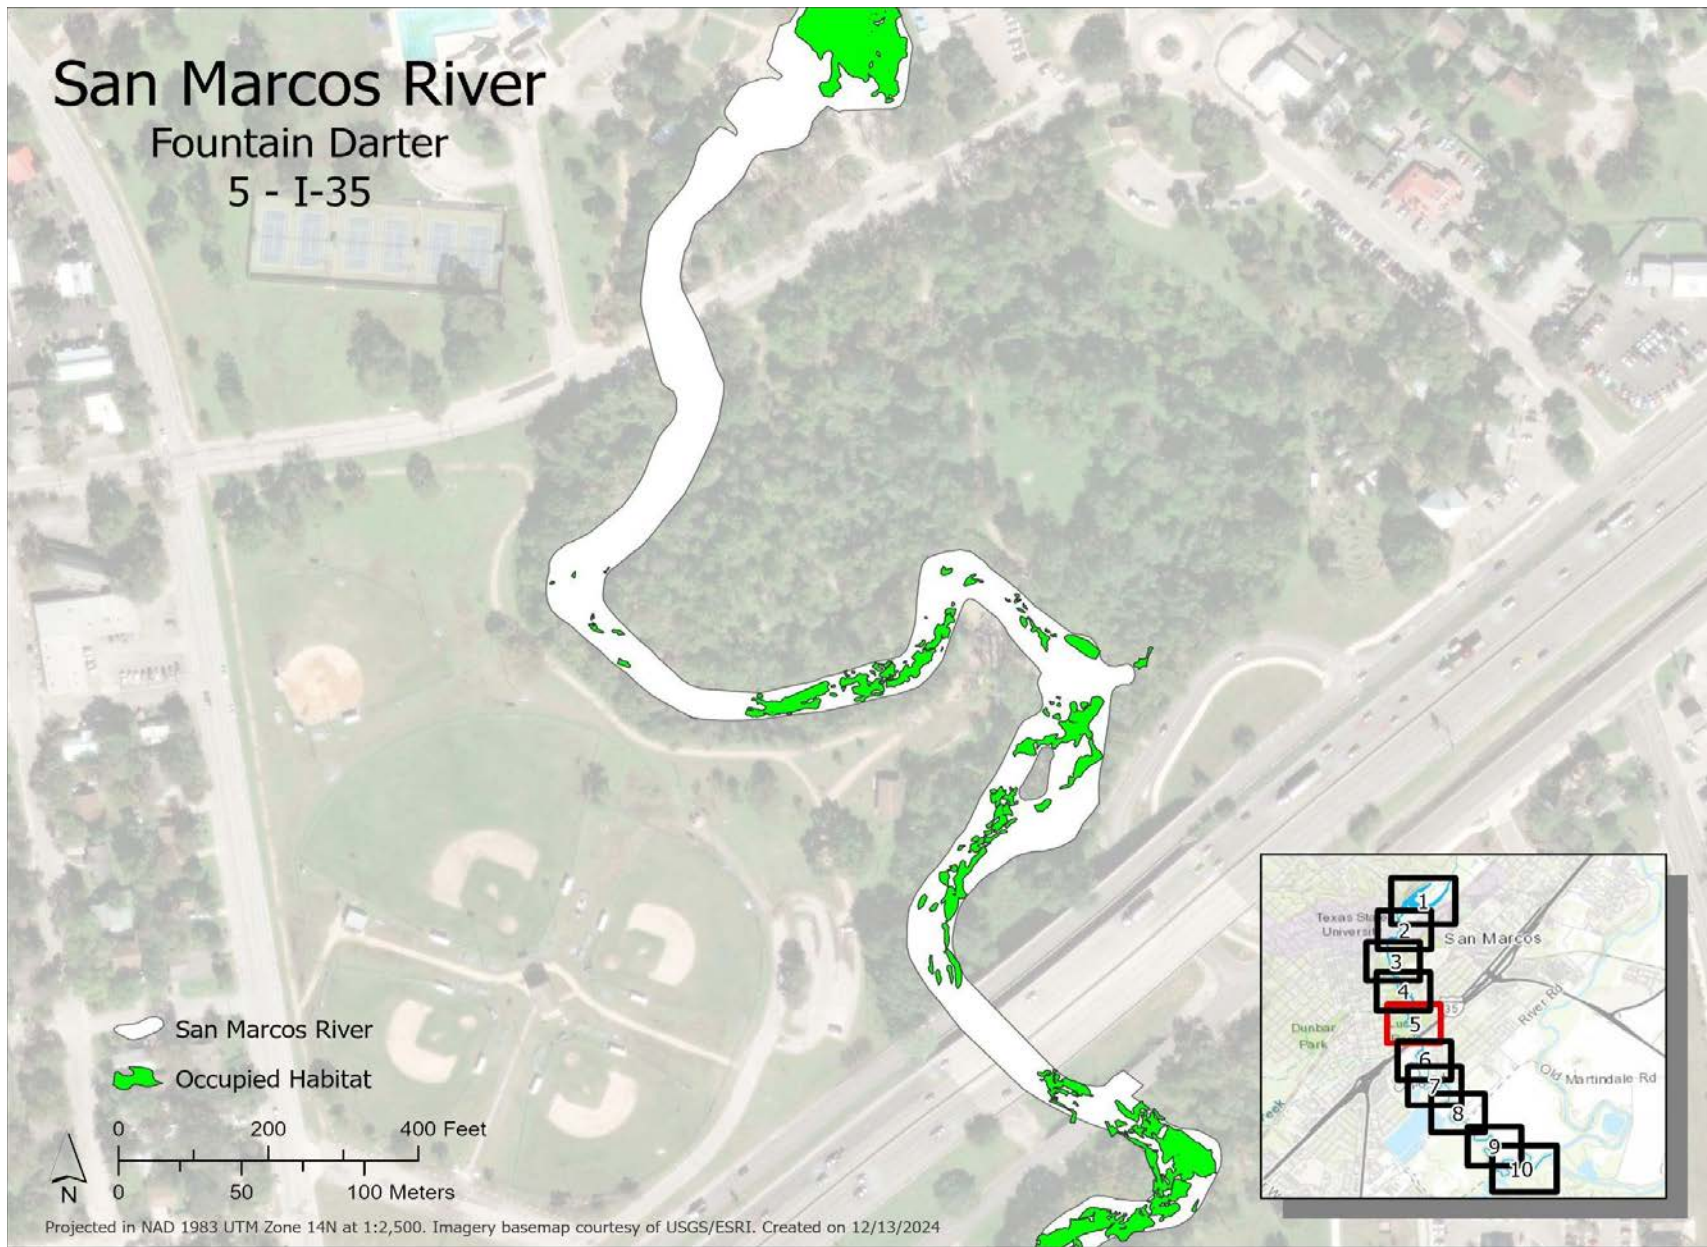 San Marcos River
Fountain Darter
5 - I-35
San Marcos River
Occupied Habitat
0 200 400 Feet
0 50 100 Meters
N
Projected in NAD 1983 UTM Zone 14N at 1:2,500. Imagery basemap courtesy of USGS/ESRI. Created on 12/13/2024
1
Texas State
University
2
San Marcos
3
4
35
River Rd
5
Dunbar
Park
6
7
Old Martindale Rd
8
9
10